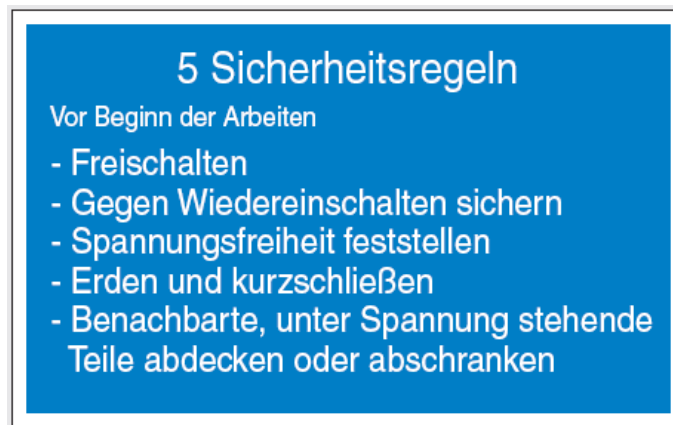 5 Sicherheitsregeln
Vor Beginn der Arbeiten
- Freischalten
- Gegen Wiedereinschalten sichern
- Spannungsfreiheit feststellen
- Erden und kurzschließen
- Benachbarte, unter Spannung stehende
Teile abdecken oder abschranken